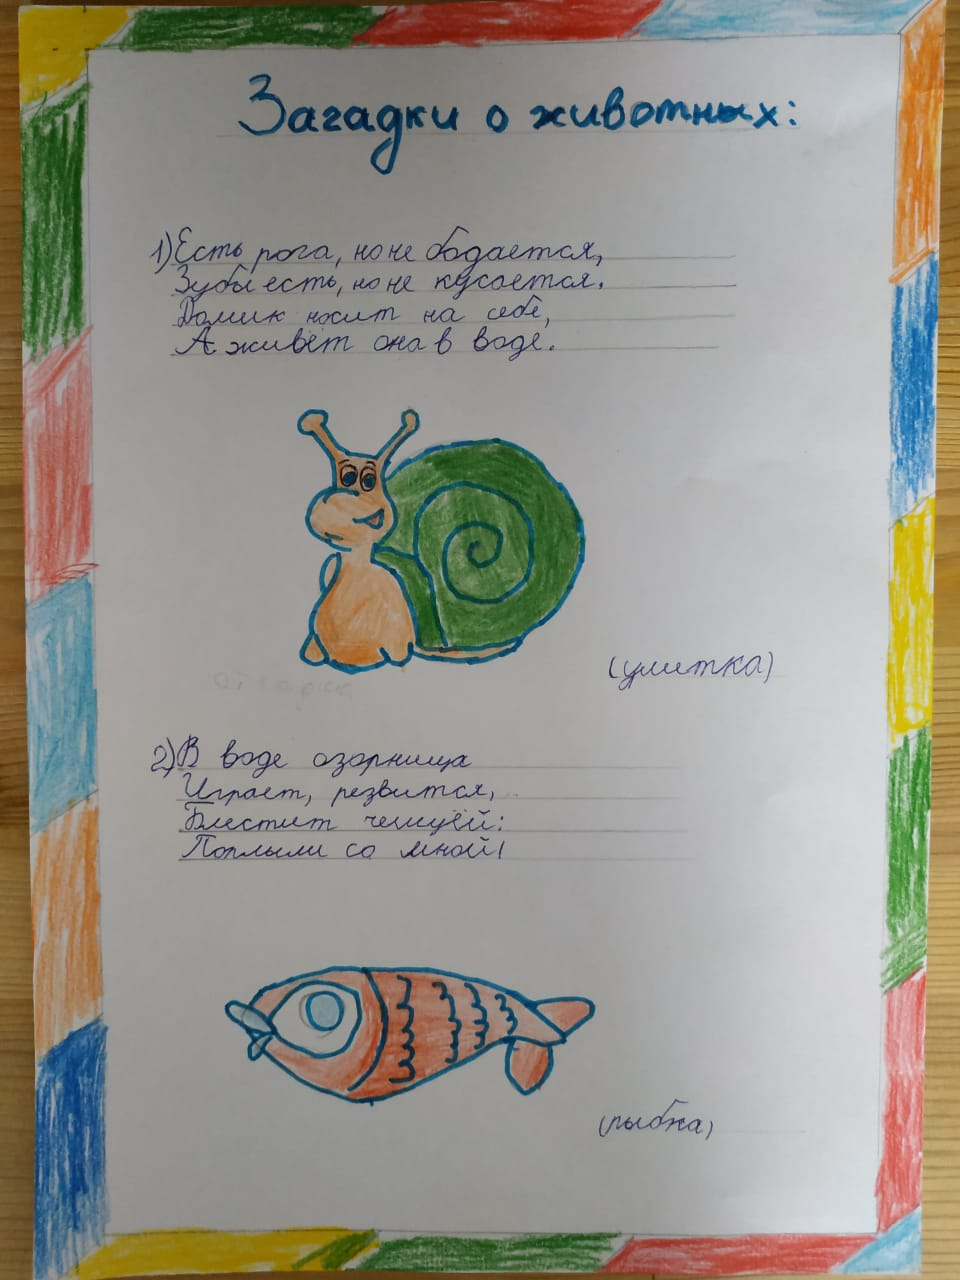 Загадки о животных:
1) Есть рога, но не бодается,
Зубы есть, но не кусается.
Домик носит на себе,
А живёт она в воде.
(улитка)
2) В воде озорница
Играет, резвится,
Блестит чешуёй:
Поплыли со мной!
(рыбка)